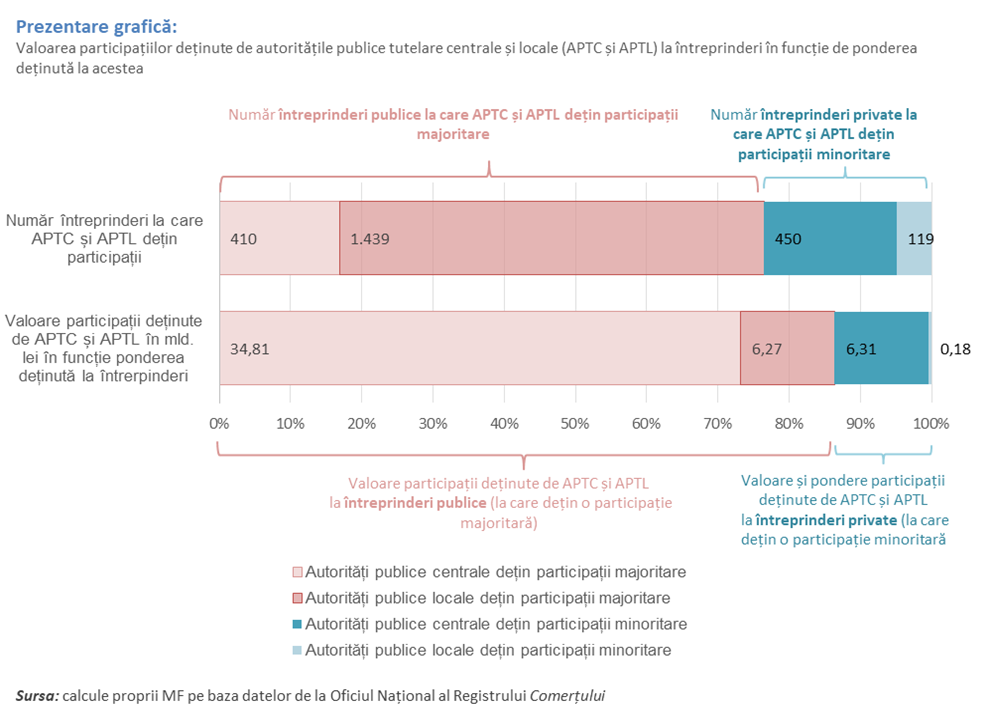 Prezentare grafică:
Valoarea participațiilor deținute de autoritățile publice tutelare centrale și locale (APTC și APTL) la întreprinderi în funcție de ponderea
deținută la acestea
Număr întreprinderi publice la care APTC și APTL dețin participații
majoritare
Număr întreprinderi private la
care APTC și APTL dețin
participații minoritare
Număr întreprinderi la care
APTC și APTL dețin
participații
410
1.439
450
119
Valoare participații deținute
de APTC și APTL în mld.
lei în funcție ponderea
deținută la întrerpinderi
34,81
6,27
6,31
0,18
0%
10%
20%
30%
40%
50%
60%
70%
80%
90%
100%
Valoare participații deținute de APTC și APTL
la întreprinderi publice (la care dețin o participație
majoritară)
Valoare și pondere participații
deținute de APTC și APTL
la întreprinderi private (la care
dețin o participație minoritară
Autorități publice centrale dețin participații majoritare
Autorități publice locale dețin participații majoritare
Autorități publice centrale dețin participații minoritare
Autorități publice locale dețin participații minoritare
Sursa: calcule proprii MF pe baza datelor de la Oficiul Național al Registrului Comerțului